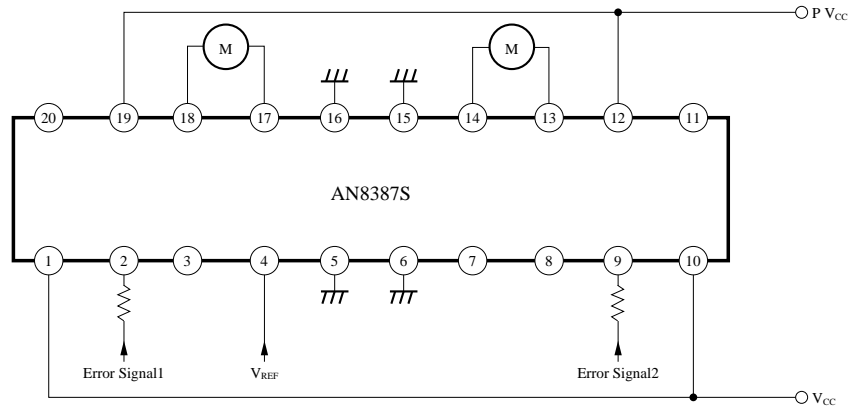 P VCC
M M
20 19 18 17 16 15 14 13 12 11
AN8387S
1 2 3 4 5 6 7 8 9 10
Error Signal1 VREF Error Signal2
VCC